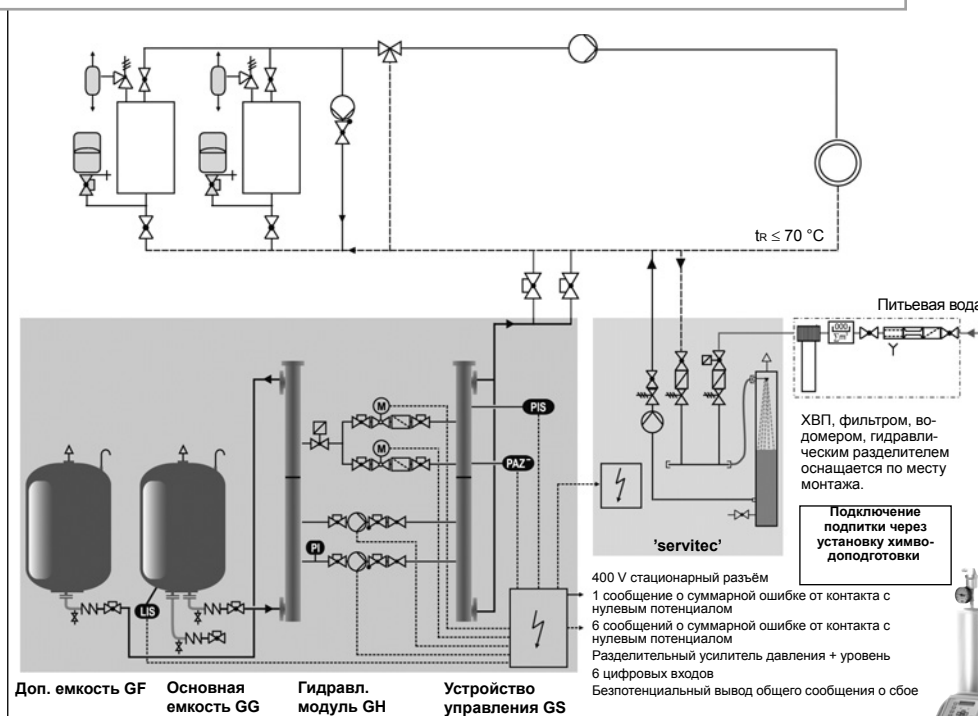 tR ≤ 70 °C
Питьевая вода
000
Σm³
M
PIS
M
PAZ⁻
PI
LIS
'servitec'
ХВП, фильтром, во-
домером, гидравли-
ческим разделителем
оснащается по месту
монтажа.
Подключение
подпитки через
установку химво-
доподготовки
400 V стационарный разъём
1 сообщение о суммарной ошибке от контакта с
нулевым потенциалом
6 сообщений о суммарной ошибке от контакта с
нулевым потенциалом
Разделительный усилитель давления + уровень
6 цифровых входов
Безпотенциальный вывод общего сообщения о сбое
Доп. емкость GF
Основная
емкость GG
Гидравл.
модуль GH
Устройство
управления GS